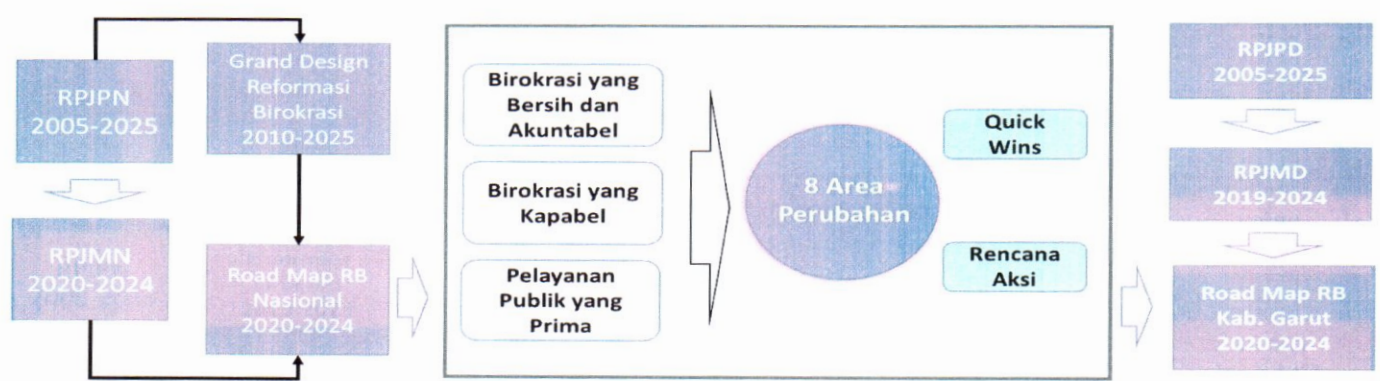 RPJPN
2005-2025
RPJMN
2020-2024
Grand Design
Reformasi
Birokrasi
2010-2025
Road Map RB
Nasional
2020-2024
Birokrasi yang
Bersih dan
Akuntabel
Birokrasi yang
Kapabel
Pelayanan
Publik yang
Prima
8 Area
Perubahan
Quick
Wins
Rencana
Aksi
RPJPD
2005-2025
RPJMD
2019-2024
Road Map RB
Kab. Garut
2020-2024